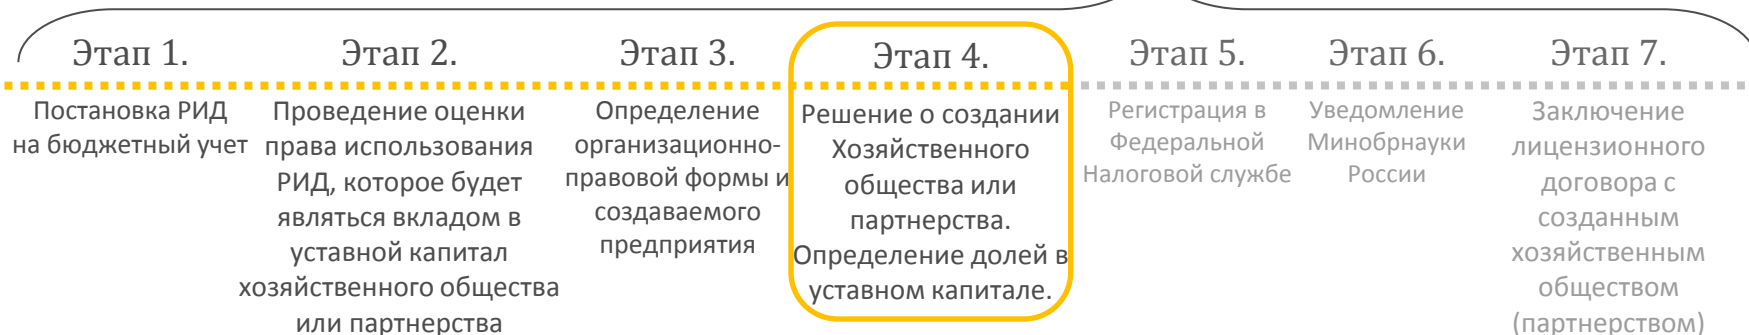 Этап 1.
Постановка РИД
на бюджетный учет
Этап 2.
Проведение оценки
права использования
РИД, которое будет
являться вкладом в
уставной капитал
хозяйственного общества
или партнерства
Этап 3.
Определение
организационно-
правовой формы и
создаваемого
предприятия
Этап 4.
Решение о создании
Хозяйственного
общества или
партнерства.
Определение долей в
уставном капитале.
Этап 5.
Регистрация в
Федеральной
Налоговой службе
Этап 6.
Уведомление
Минобрнауки
России
Этап 7.
Заключение
лицензионного
договора с
созданным
хозяйственным
обществом
(партнерством)